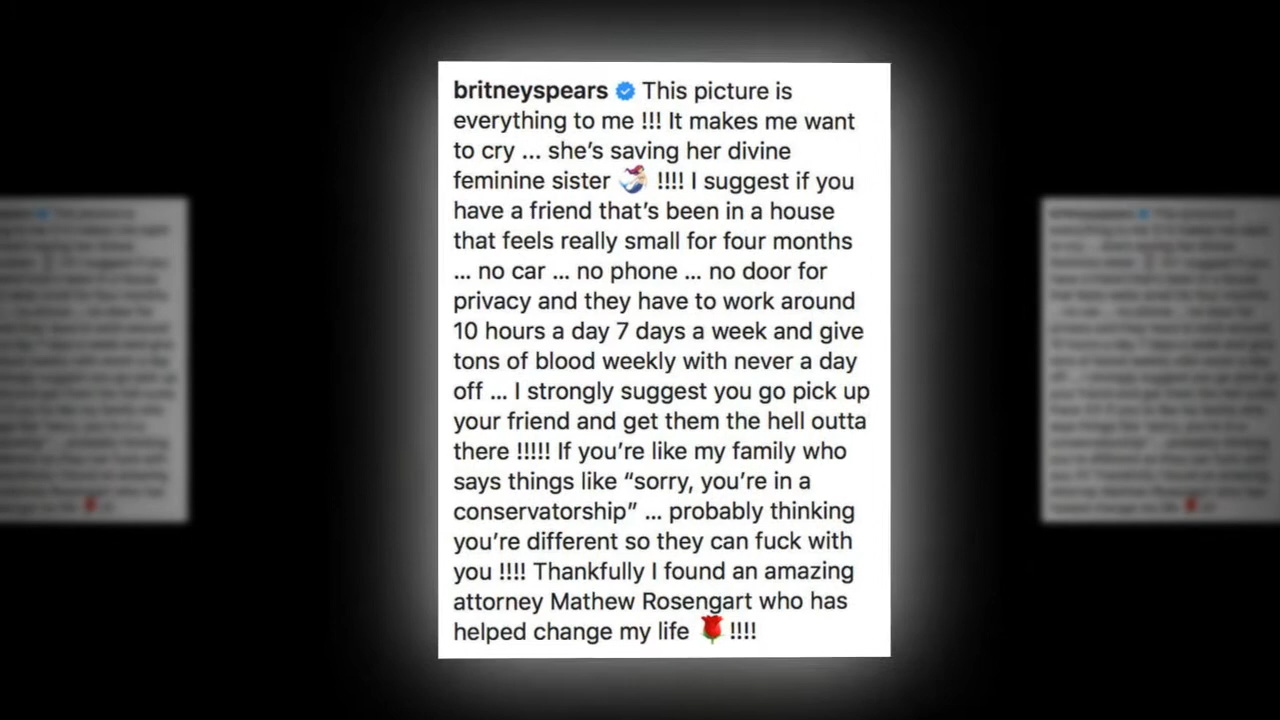 britneyspears This picture is
everything to me !!! It makes me want
to cry ... she's saving her divine
feminine sister 🧜🏻‍♀️ !!!! I suggest if you
have a friend that's been in a house
that feels really small for four months
... no car ... no phone ... no door for
privacy and they have to work around
10 hours a day 7 days a week and give
tons of blood weekly with never a day
off ... I strongly suggest you go pick up
your friend and get them the hell outta
there !!!!! If you're like my family who
says things like “sorry, you're in a
conservatorship” ... probably thinking
you're different so they can fuck with
you !!!! Thankfully I found an amazing
attorney Mathew Rosengart who has
helped change my life 🌹 !!!!